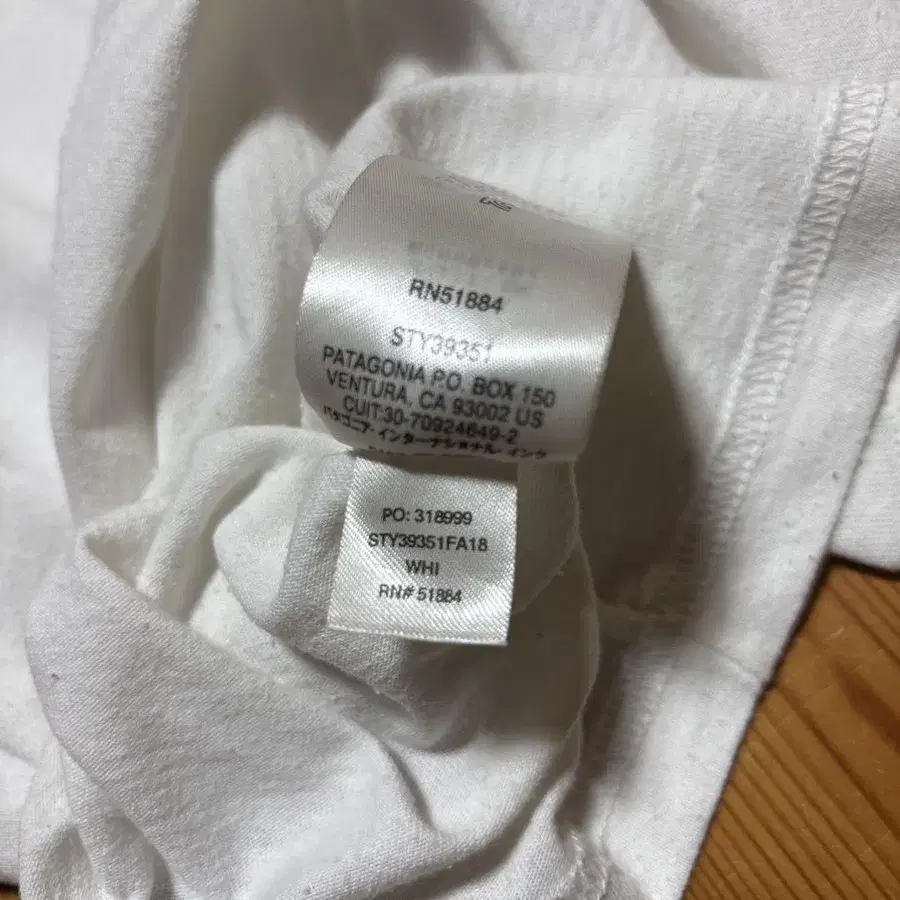 RN51884
STY39351
PATAGONIA P.O. BOX 150
VENTURA, CA 93002 US
CUIT:30-70924649-2
パタゴニア・インターナショナル・インク
PO: 318999
STY39351FA18
WHI
RN# 51884